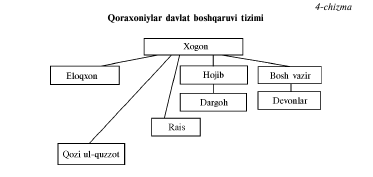 4-chizma
Qoraxoniylar davlat boshqaruvi tizimi
Xogon
Eloqxon
Hojib
Bosh vazir
Dargoh
Devonlar
Rais
Qozi ul-quzzot